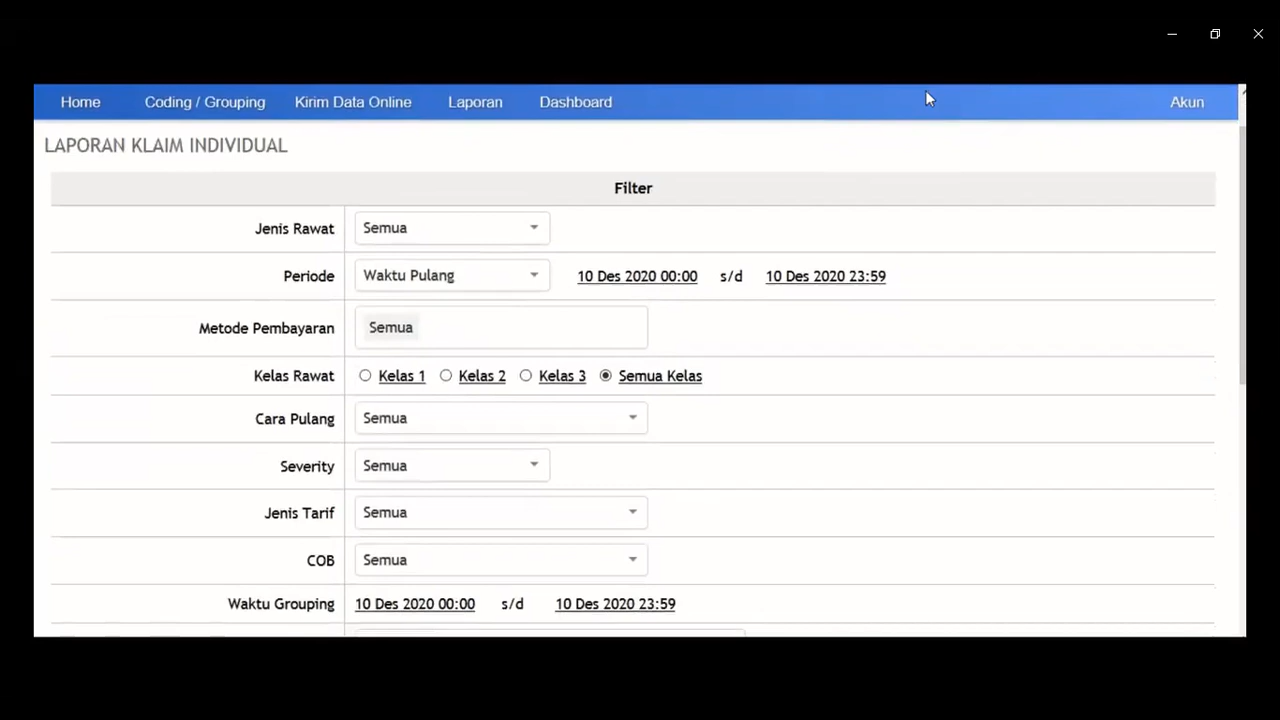 Home Coding / Grouping Kirim Data Online Laporan Dashboard Akun
LAPORAN KLAIM INDIVIDUAL
Filter
Jenis Rawat Semua
Periode Waktu Pulang 10 Des 2020 00:00 s/d 10 Des 2020 23:59
Metode Pembayaran Semua
Kelas Rawat Kelas 1 Kelas 2 Kelas 3 Semua Kelas
Cara Pulang Semua
Severity Semua
Jenis Tarif Semua
COB Semua
Waktu Grouping 10 Des 2020 00:00 s/d 10 Des 2020 23:59